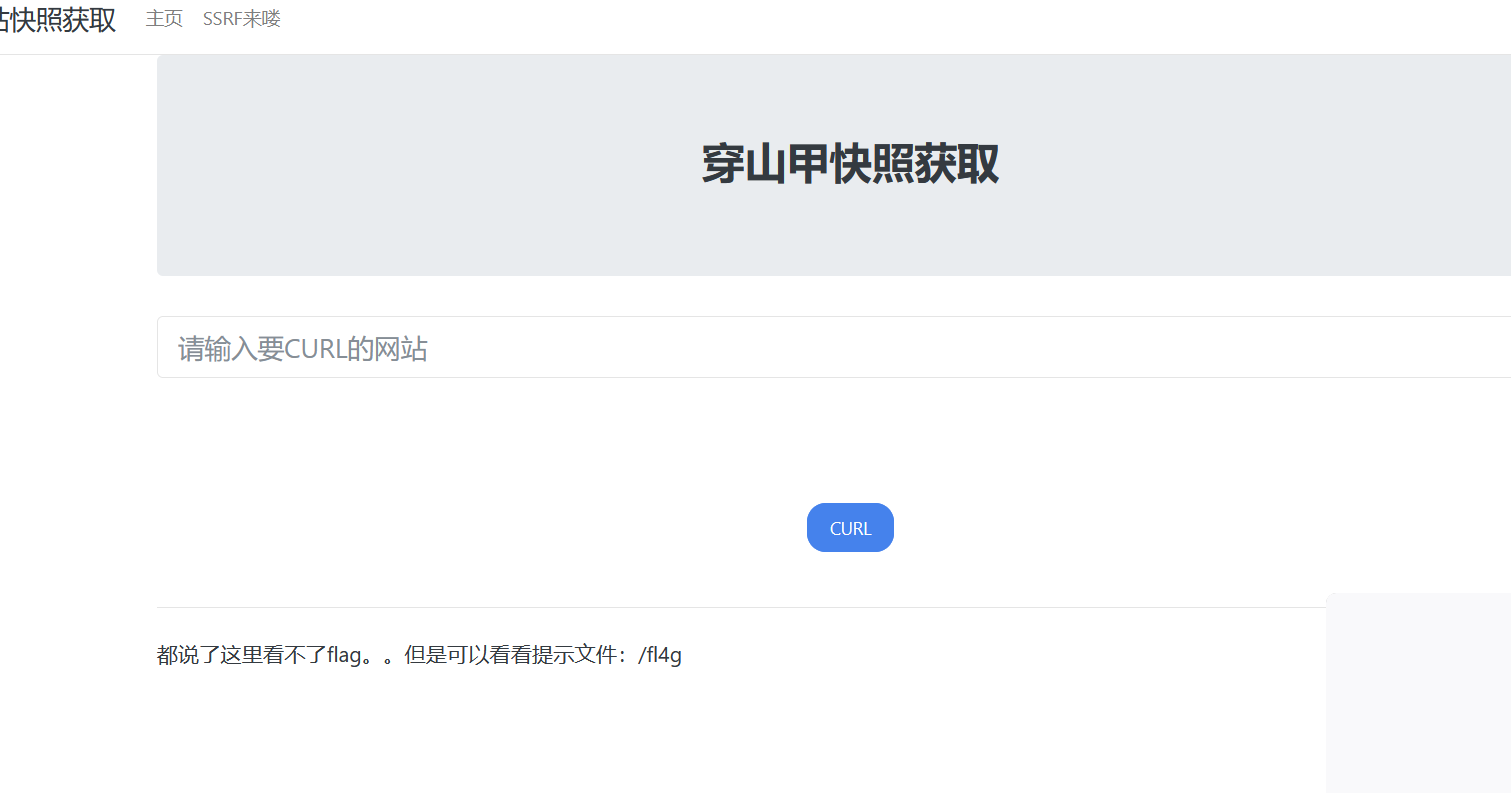 站快照获取 主页 SSRF来喽
穿山甲快照获取
请输入要CURL的网站
CURL
都说了这里看不了flag。。但是可以看看提示文件：/fl4g